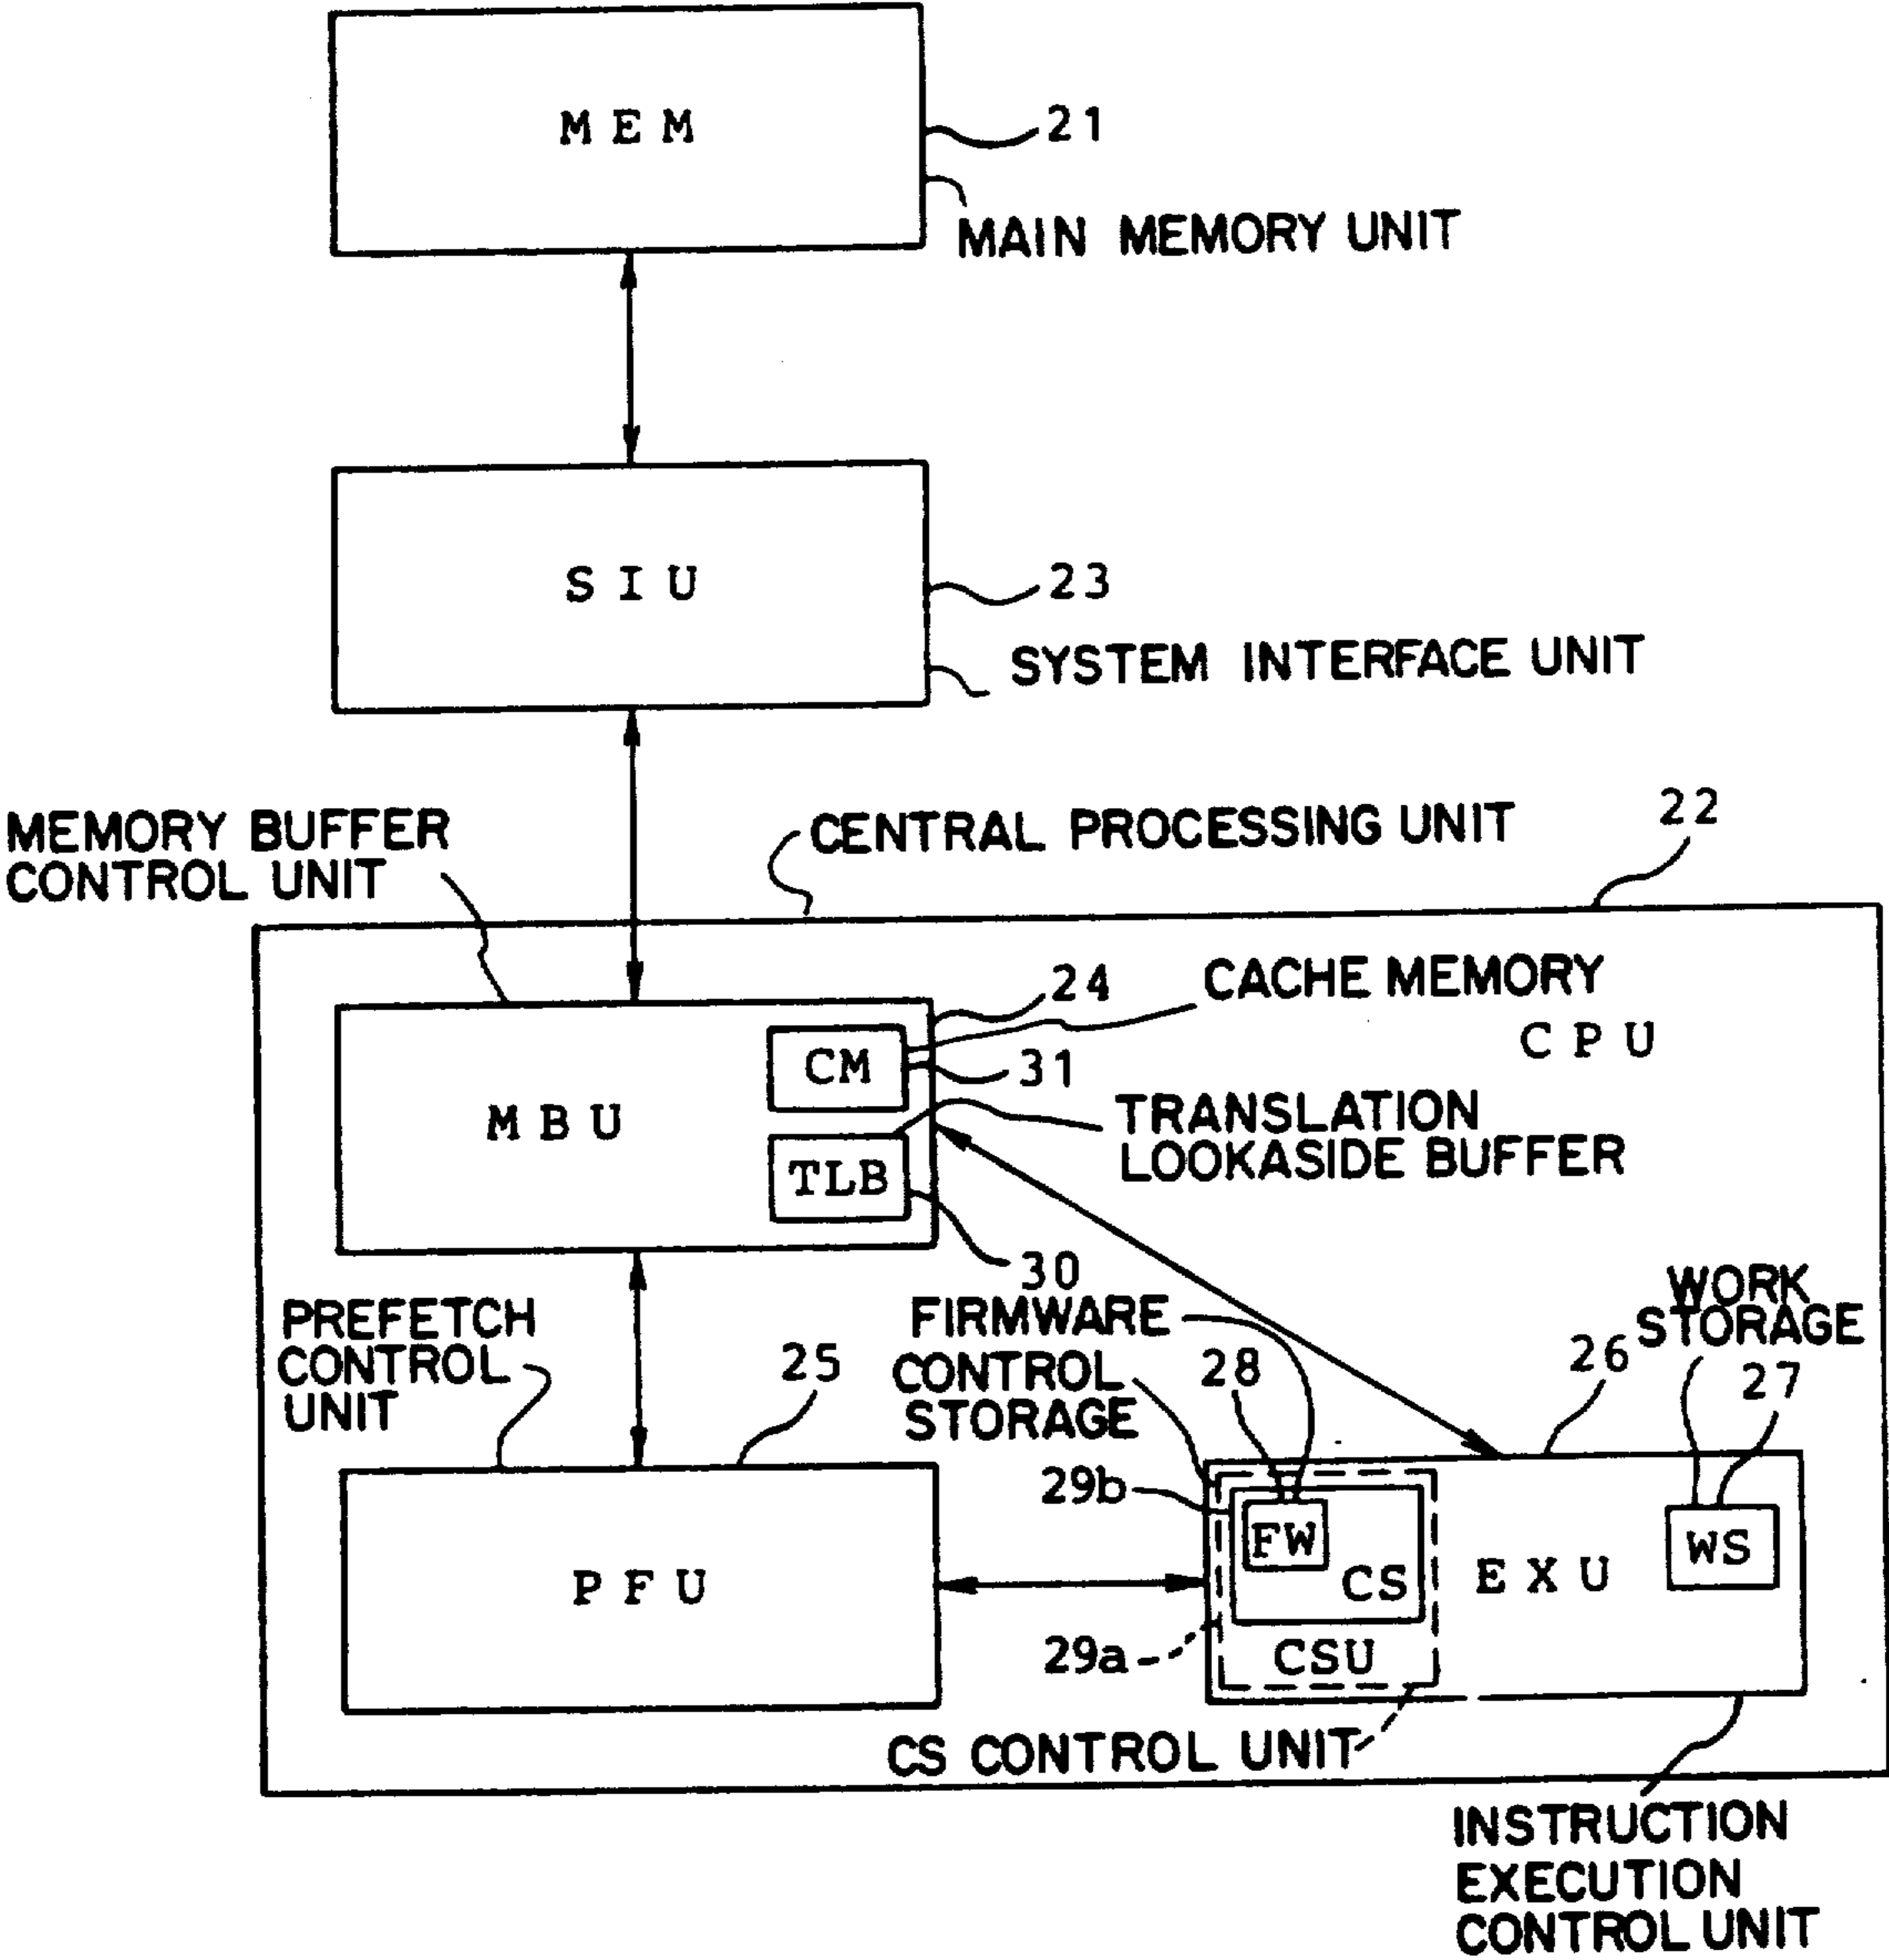 MEM
21
MAIN MEMORY UNIT
SIU
23
SYSTEM INTERFACE UNIT
MEMORY BUFFER
CONTROL UNIT
CENTRAL PROCESSING UNIT
22
24
CACHE MEMORY
CPU
CM
31
MBU
TRANSLATION
LOOKASIDE BUFFER
TLB
30
PREFETCH
CONTROL
UNIT
25
FIRMWARE
CONTROL
STORAGE
28
26
WORK
STORAGE
27
29b
FW
CS
EXU
WS
PFU
29a
CSU
CS CONTROL UNIT
INSTRUCTION
EXECUTION
CONTROL UNIT